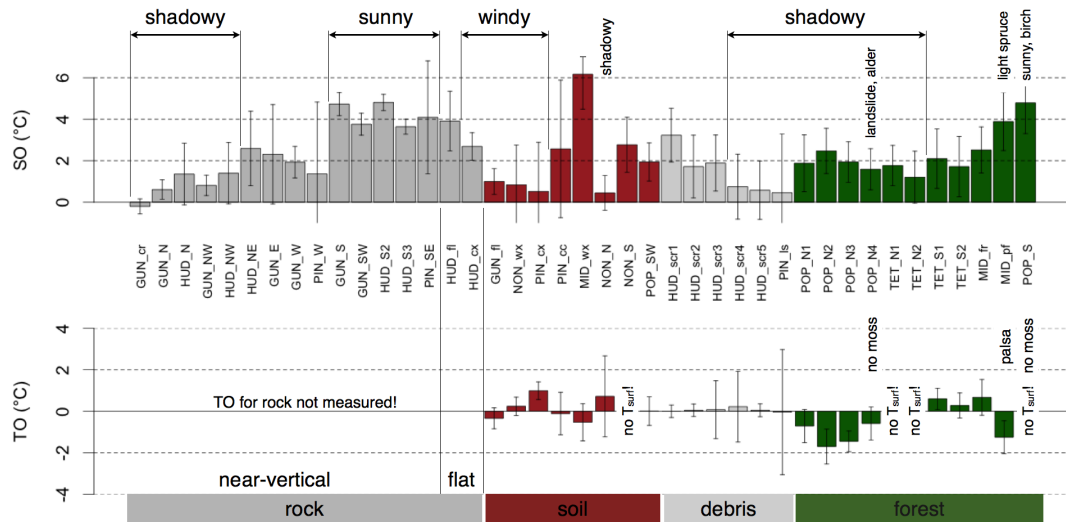 shadowy
sunny
windy
shadowy
shadowy
landslide, alder
light spruce
sunny, birch
SO (°C)
6
4
2
0
GUN_cr
GUN_N
HUD_N
GUN_NW
HUD_NW
HUD_NE
GUN_E
GUN_W
PIN_W
GUN_S
GUN_SW
HUD_S2
HUD_S3
PIN_SE
HUD_fl
HUD_cx
GUN_fl
NON_wx
PIN_cx
PIN_cc
MID_wx
NON_N
NON_S
POP_SW
HUD_scr1
HUD_scr2
HUD_scr3
HUD_scr4
HUD_scr5
PIN_ls
POP_N1
POP_N2
POP_N3
POP_N4
TET_N1
TET_N2
TET_S1
TET_S2
MID_fr
MID_pf
POP_S
TO (°C)
4
2
0
-2
-4
TO for rock not measured!
no Tsurf!
no moss
no Tsurf!
no Tsurf!
palsa
no moss
no Tsurf!
near-vertical
flat
rock
soil
debris
forest